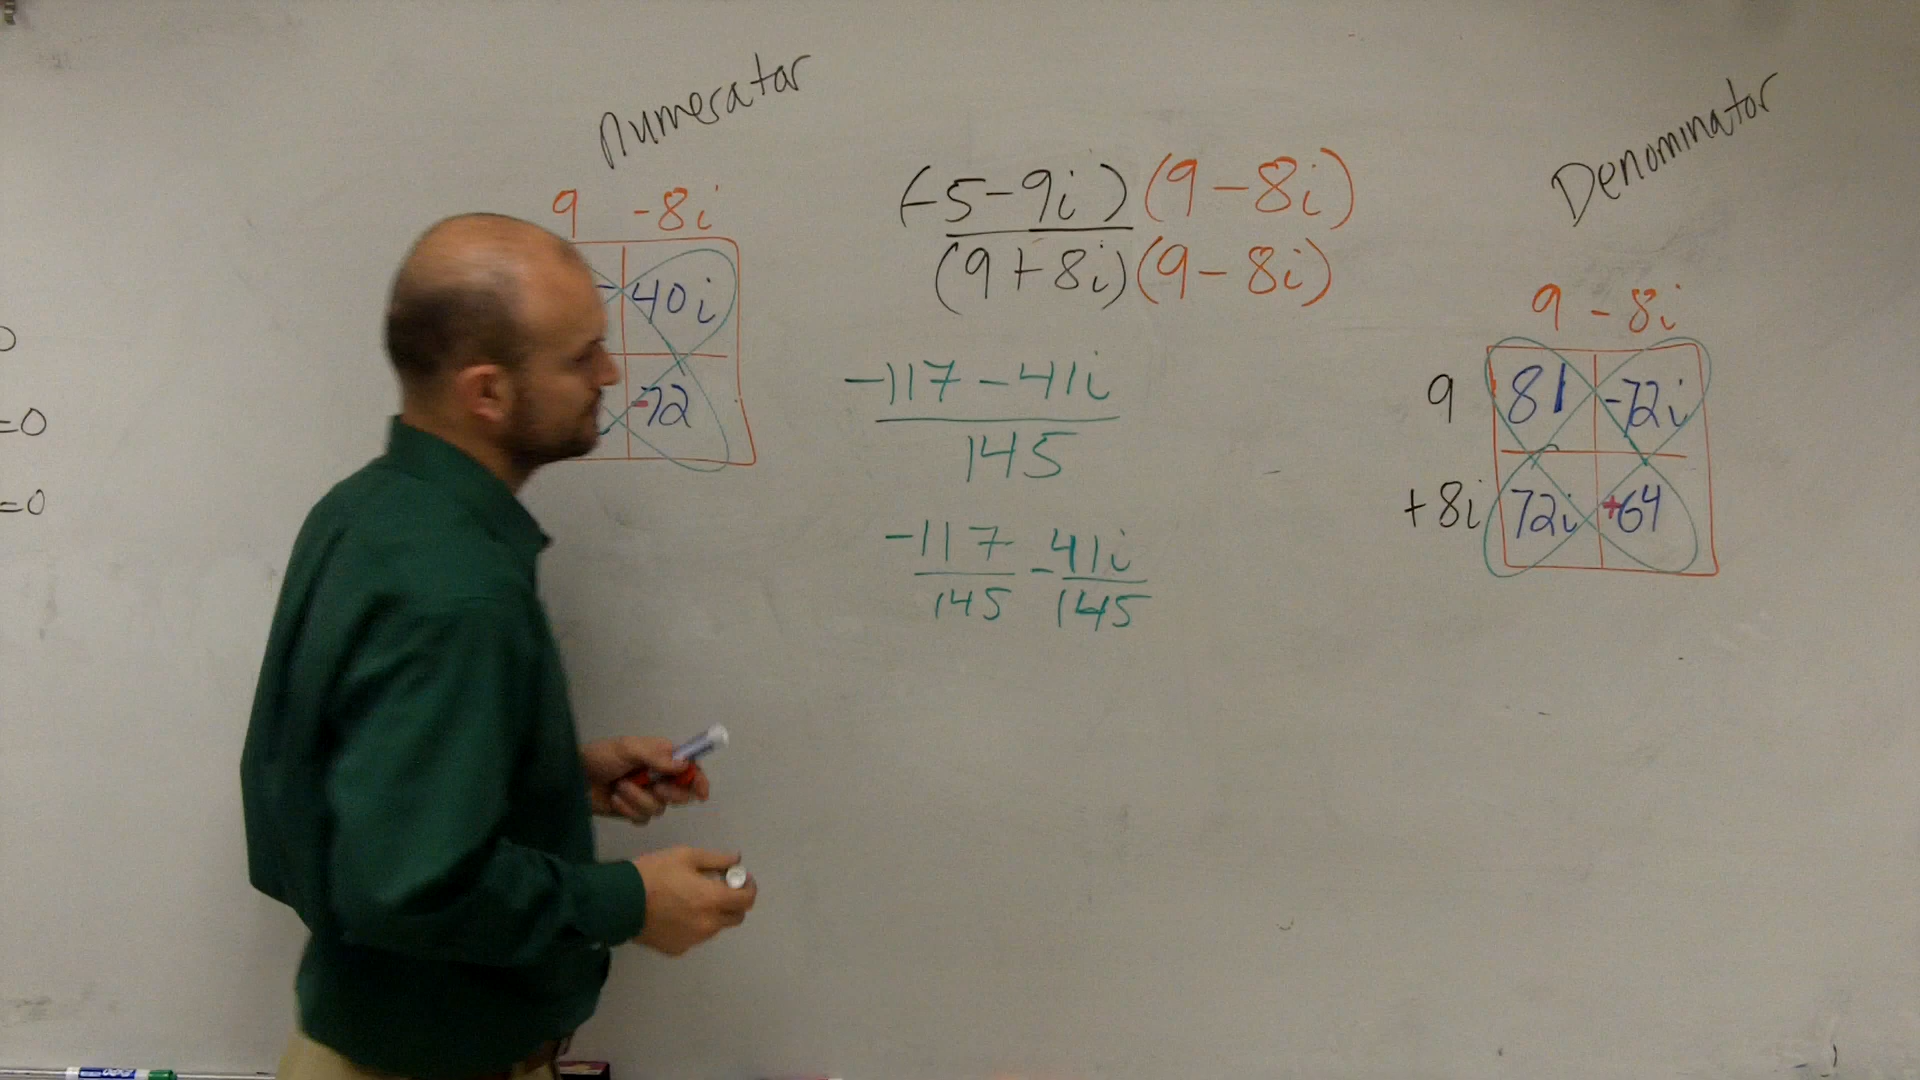 numerator
9 -8i
-40i
-72
(-5-9i)(9-8i)
(9+8i)(9-8i)
-117-41i
145
-117 - 41i
145 145
Denominator
9 -8i
9 81 -72i
+8i 72i +64
=0
=0